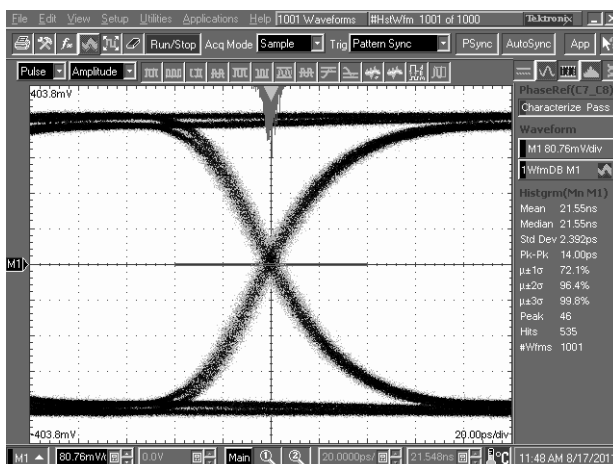 File Edit View Setup Utilities Applications Help 1001 Waveforms #HstWfm 1001 of 1000 Tektronix
Run/Stop Acq Mode Sample Trig Pattern Sync PSync AutoSync App
Pulse Amplitude
403.8mV
PhaseRef(C7_C8)
Characterize Pass
Waveform
M1 80.76mV/div
1WfmDB M1
Histgrm(Mn M1)
Mean 21.55ns
Median 21.55ns
Std Dev 2.392ps
Pk-Pk 14.00ps
µ±1σ 72.1%
µ±2σ 96.4%
µ±3σ 99.8%
Peak 46
Hits 535
#Wfms 1001
M1
-403.8mV
20.00ps/div
M1 80.76mV/ 0.0V Main 1 2 20.0000ps/ 21.548ns °C 11:48 AM 8/17/201